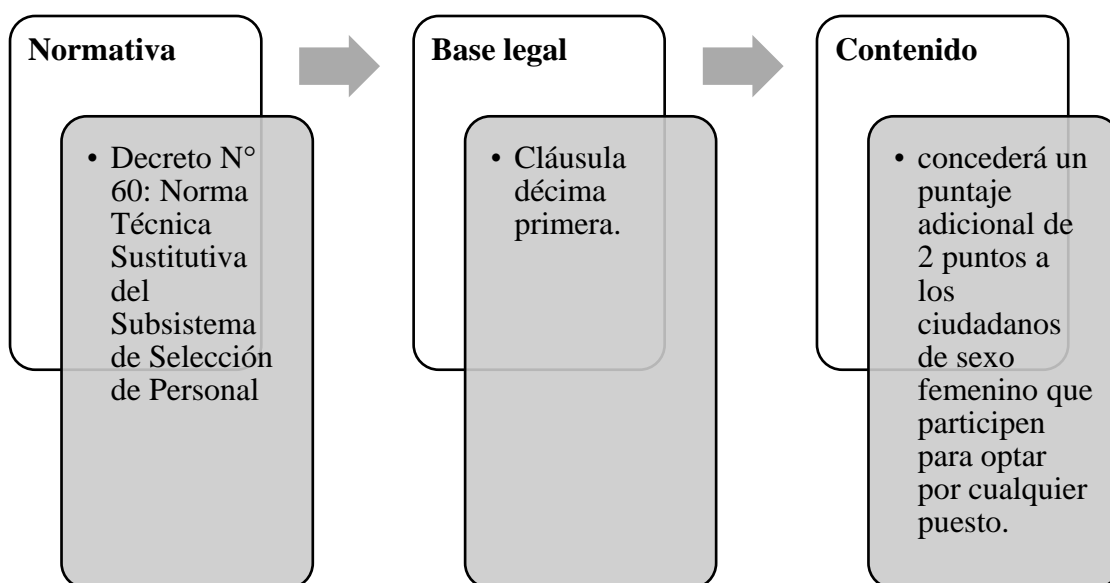 Normativa
• Decreto N°
60: Norma
Técnica
Sustitutiva
del
Subsistema
de Selección
de Personal
Base legal
• Cláusula
décima
primera.
Contenido
• concederá un
puntaje
adicional de
2 puntos a
los
ciudadanos
de sexo
femenino que
participen
para optar
por cualquier
puesto.